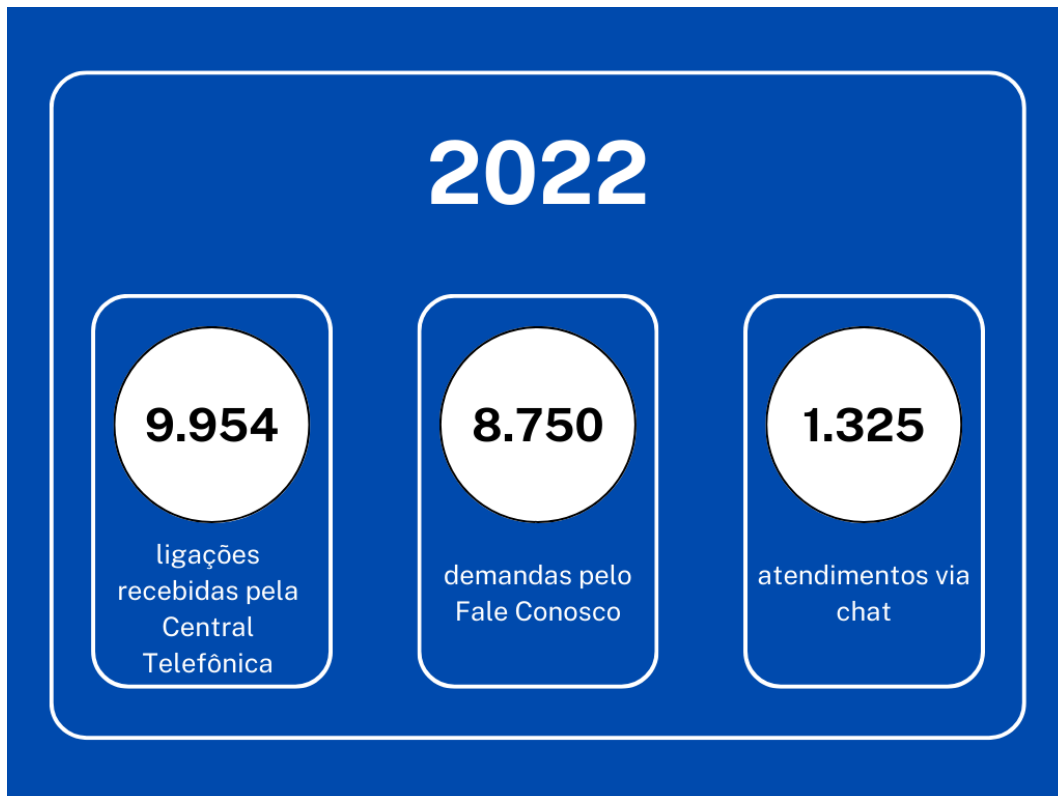 2022
9.954
ligações
recebidas pela
Central
Telefônica
8.750
demandas pelo
Fale Conosco
1.325
atendimentos via
chat